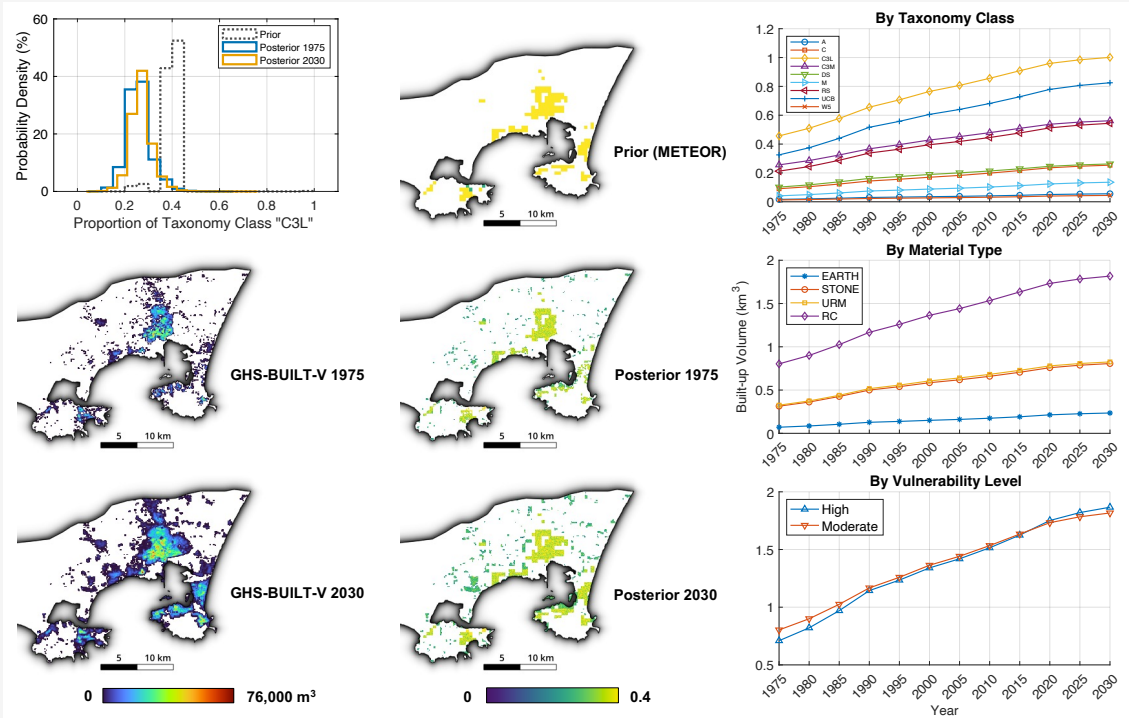 60
40
20
0
Probability Density (%)
Prior
Posterior 1975
Posterior 2030
0 0.2 0.4 0.6 0.8 1
Proportion of Taxonomy Class "C3L"
Prior (METEOR)
5 10 km
By Taxonomy Class
1.2
1
0.8
0.6
0.4
0.2
0
A
C
C3L
C3M
DS
M
RS
UCB
W5
1975 1980 1985 1990 1995 2000 2005 2010 2015 2020 2025 2030
GHS-BUILT-V 1975
5 10 km
Posterior 1975
5 10 km
By Material Type
2
1.5
1
0.5
0
Built-up Volume (km³)
EARTH
STONE
URM
RC
1975 1980 1985 1990 1995 2000 2005 2010 2015 2020 2025 2030
GHS-BUILT-V 2030
5 10 km
0 76,000 m³
Posterior 2030
5 10 km
0 0.4
By Vulnerability Level
2
1.5
1
0.5
High
Moderate
1975 1980 1985 1990 1995 2000 2005 2010 2015 2020 2025 2030
Year